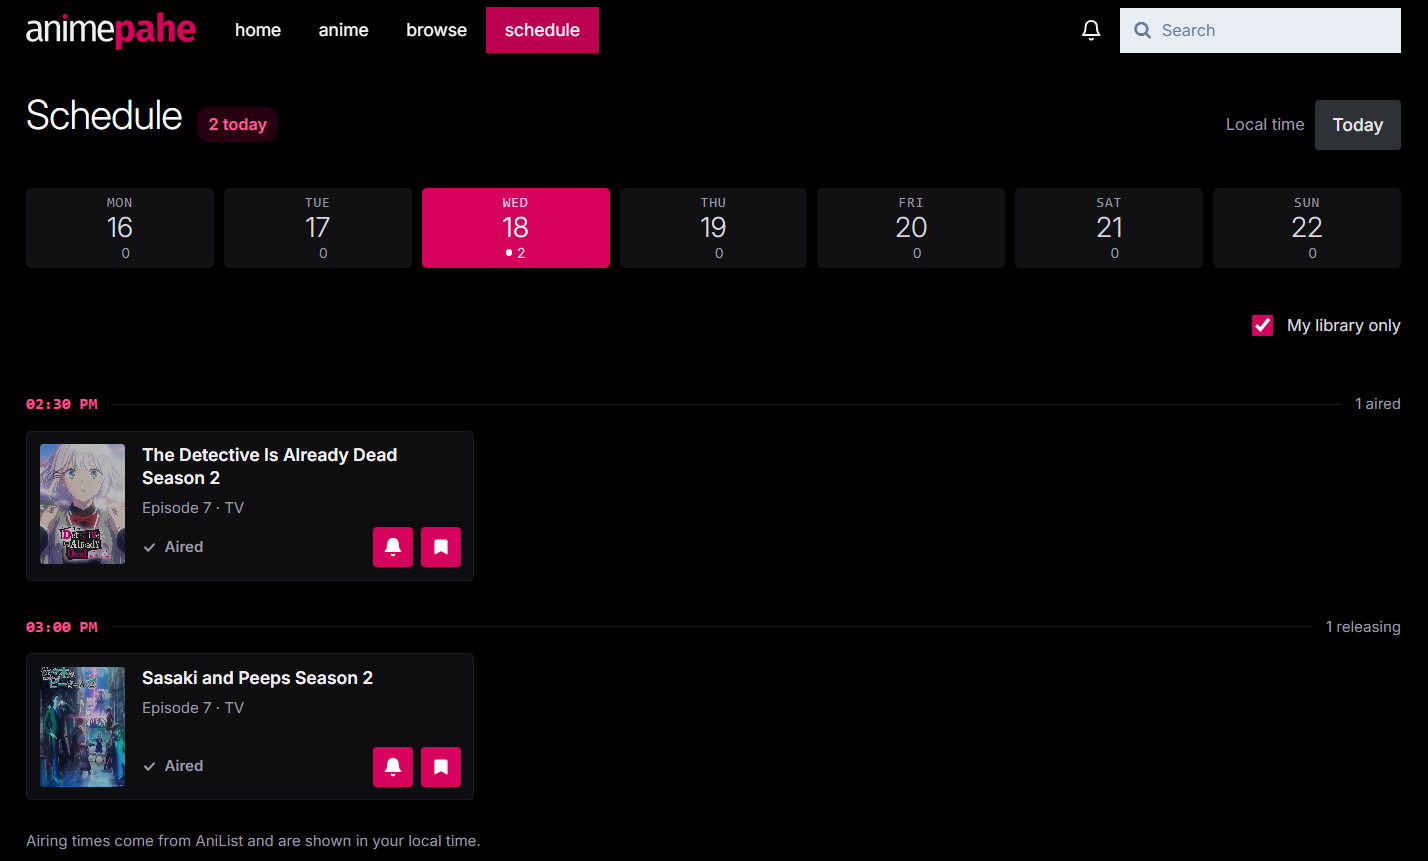 animepahe home anime browse schedule Search
Schedule 2 today Local time Today
MON TUE WED THU FRI SAT SUN
16 17 18 19 20 21 22
0 0 2 0 0 0 0
My library only
02:30 PM 1 aired
The Detective Is Already Dead
Season 2
Episode 7 · TV
Aired
03:00 PM 1 releasing
Sasaki and Peeps Season 2
Episode 7 · TV
Aired
Airing times come from AniList and are shown in your local time.